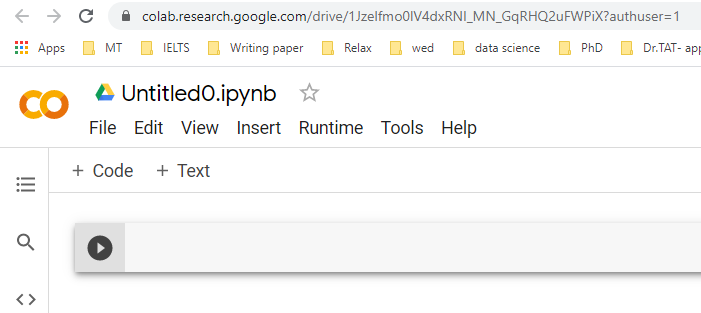 colab.research.google.com/drive/1Jzelfmo0IV4dxRNI_MN_GqRHQ2uFWPiX?authuser=1
Apps MT IELTS Writing paper Relax wed data science PhD Dr.TAT- app
CO Untitled0.ipynb
File Edit View Insert Runtime Tools Help
+ Code + Text